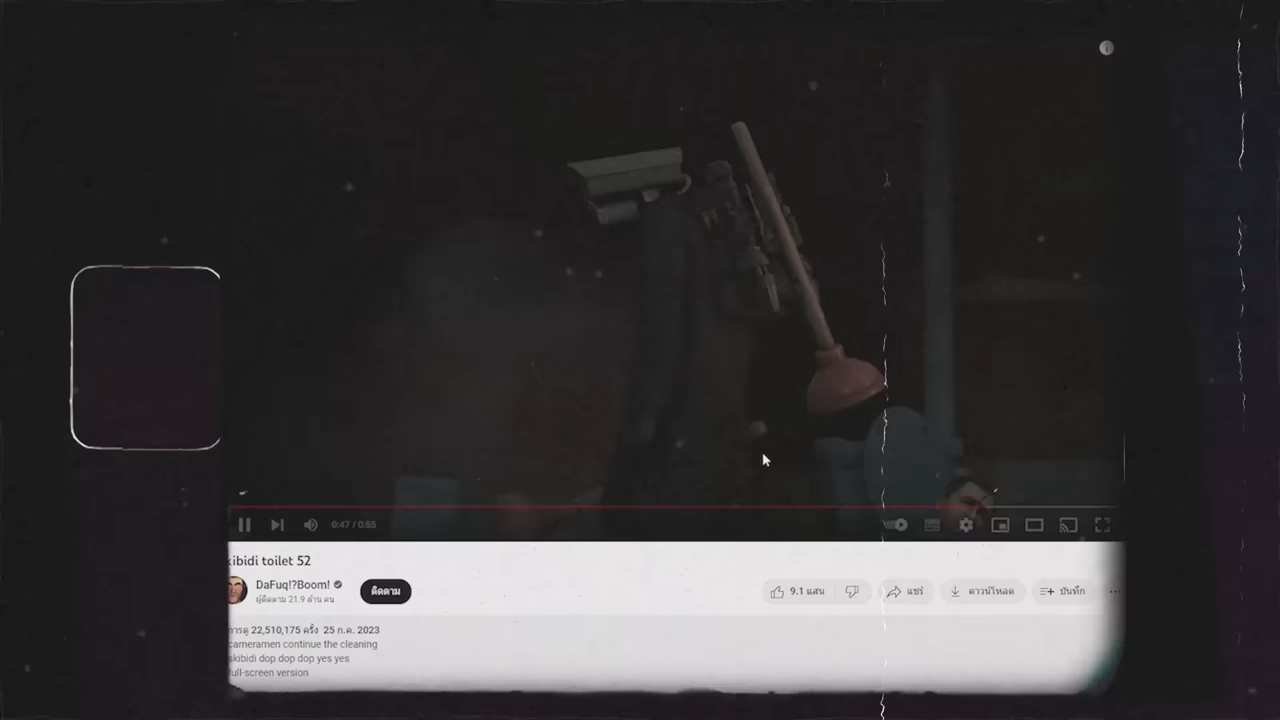 0:47 / 0:55
kibidi toilet 52
DaFuq!?Boom!
ผู้ติดตาม 21.9 ล้าน คน
ติดตาม
9.1 แสน
แชร์
ดาวน์โหลด
บันทึก
การดู 22,510,175 ครั้ง 25 ก.ค. 2023
cameramen continue the cleaning
skibidi dop dop dop yes yes
full-screen version